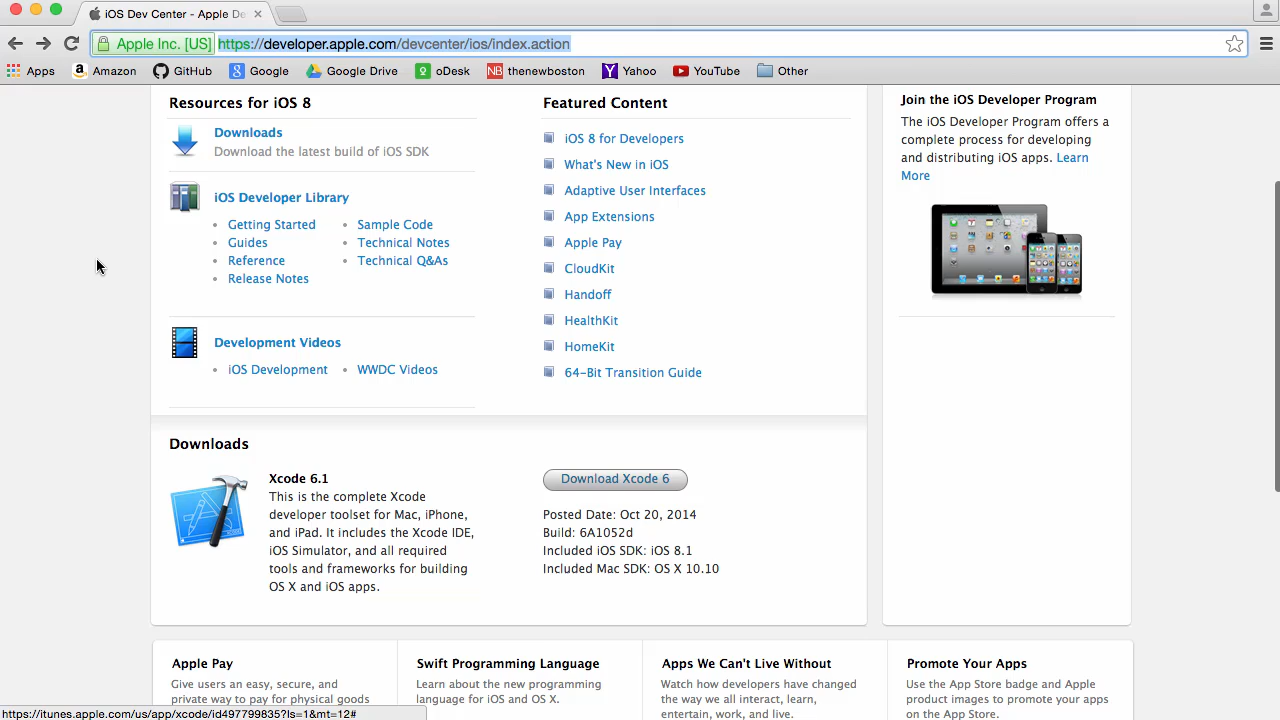 iOS Dev Center - Apple De
Apple Inc. [US] https://developer.apple.com/devcenter/ios/index.action
Apps Amazon GitHub Google Google Drive oDesk NB thenewboston Yahoo YouTube Other
Resources for iOS 8
Downloads
Download the latest build of iOS SDK
iOS Developer Library
Getting Started
Guides
Reference
Release Notes
Sample Code
Technical Notes
Technical Q&As
Development Videos
iOS Development
WWDC Videos
Featured Content
iOS 8 for Developers
What's New in iOS
Adaptive User Interfaces
App Extensions
Apple Pay
CloudKit
Handoff
HealthKit
HomeKit
64-Bit Transition Guide
Join the iOS Developer Program
The iOS Developer Program offers a
complete process for developing
and distributing iOS apps. Learn
More
Downloads
Xcode 6.1
This is the complete Xcode
developer toolset for Mac, iPhone,
and iPad. It includes the Xcode IDE,
iOS Simulator, and all required
tools and frameworks for building
OS X and iOS apps.
Download Xcode 6
Posted Date: Oct 20, 2014
Build: 6A1052d
Included iOS SDK: iOS 8.1
Included Mac SDK: OS X 10.10
Apple Pay
Give users an easy, secure, and
private way to pay for physical goods
Swift Programming Language
Learn about the new programming
language for iOS and OS X.
Apps We Can't Live Without
Watch how developers have changed
the way we all interact, learn,
entertain, work, and live.
Promote Your Apps
Use the App Store badge and Apple
product images to promote your apps
on the App Store.
https://itunes.apple.com/us/app/xcode/id497799835?ls=1&mt=12#